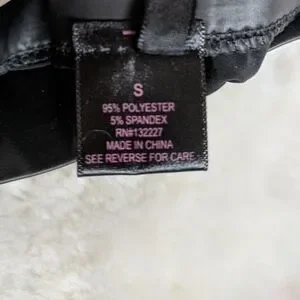 S
95% POLYESTER
5% SPANDEX
RN#132227
MADE IN CHINA
SEE REVERSE FOR CARE